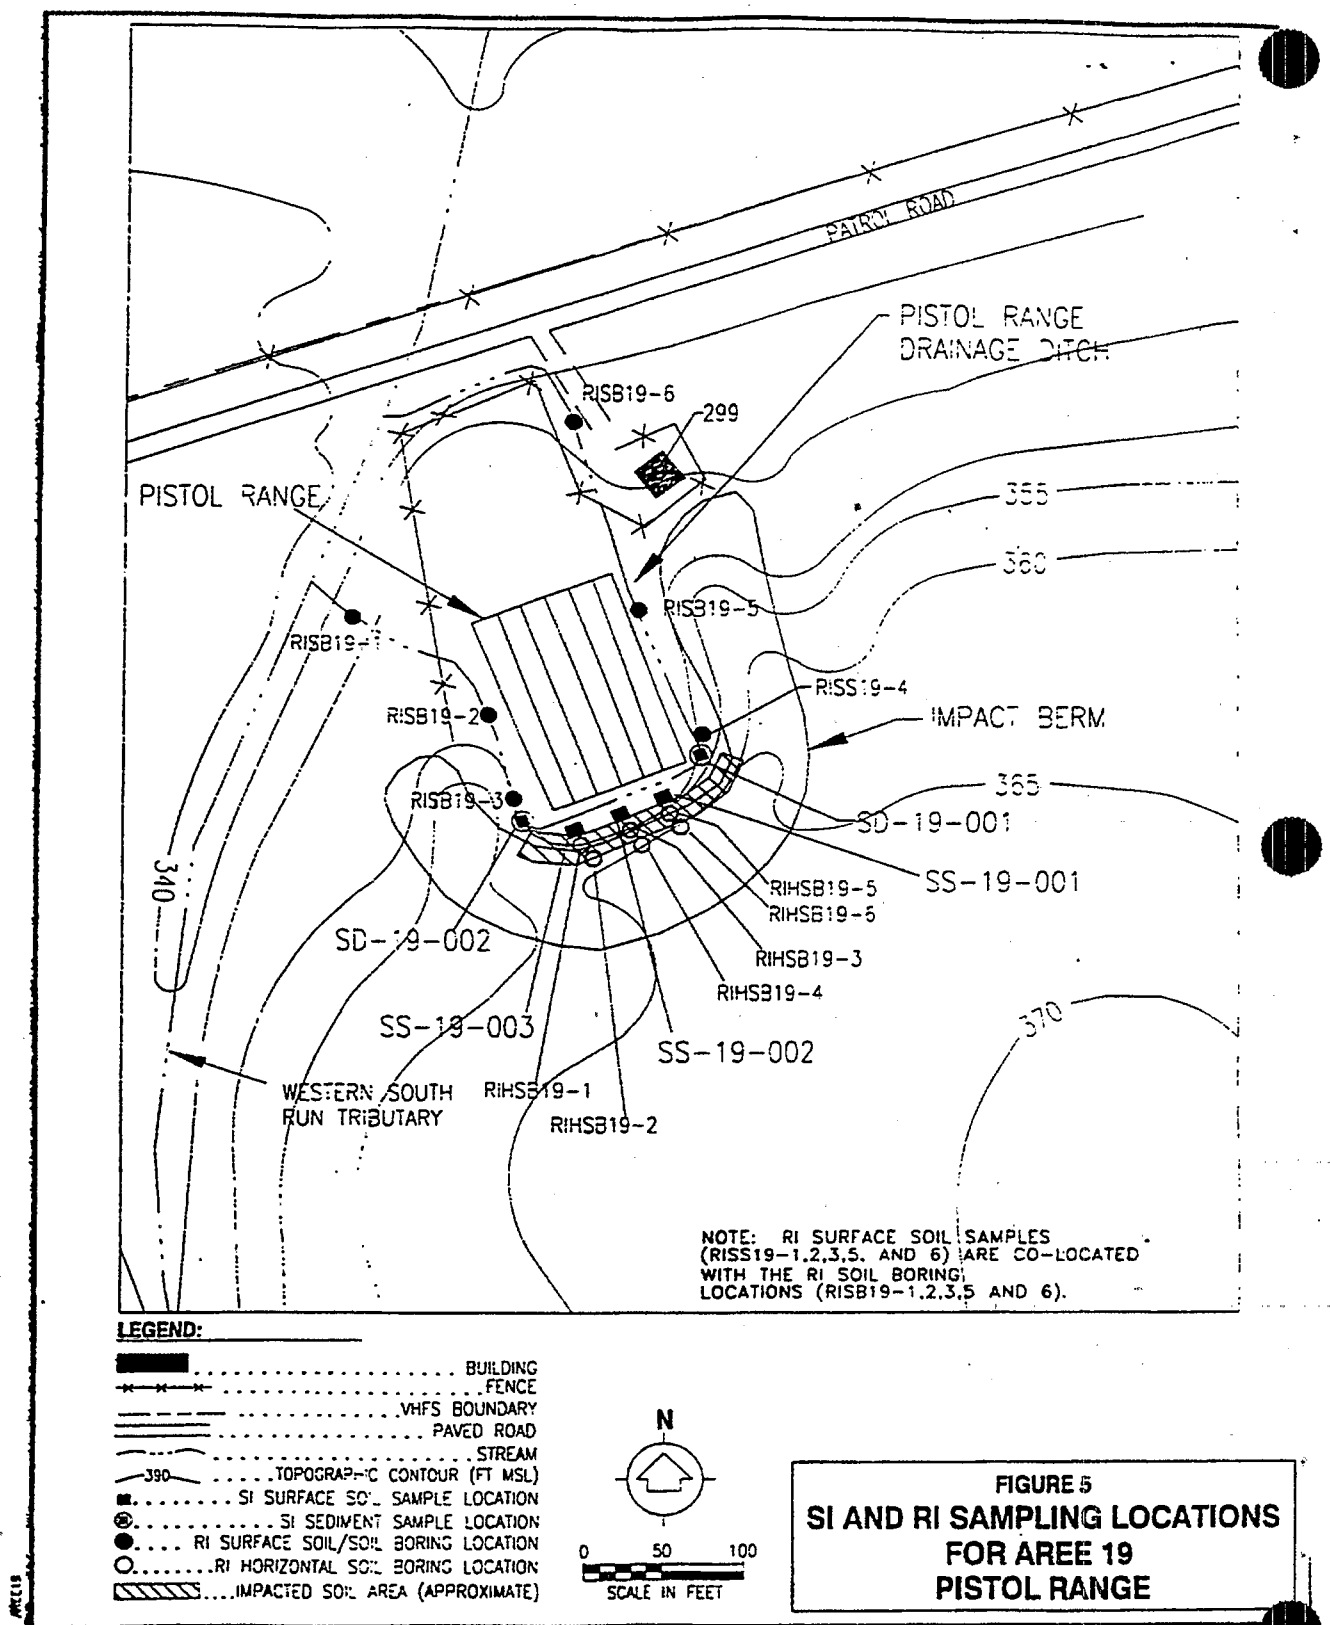 PATROL ROAD
PISTOL RANGE
DRAINAGE DITCH
RISB19-6
299
PISTOL RANGE
355
360
RISB19-5
RISB19-1
RISS19-4
RISB19-2
IMPACT BERM
365
RISB19-3
SD-19-001
340
SS-19-001
RIHSB19-5
RIHSB19-6
SD-19-002
RIHSB19-3
RIHSB19-4
370
SS-19-003
SS-19-002
WESTERN SOUTH
RUN TRIBUTARY
RIHSB19-1
RIHSB19-2
NOTE: RI SURFACE SOIL SAMPLES
(RISS19-1,2,3,5, AND 6) ARE CO-LOCATED
WITH THE RI SOIL BORING
LOCATIONS (RISB19-1,2,3,5 AND 6).
LEGEND:
BUILDING
FENCE
VHFS BOUNDARY
PAVED ROAD
STREAM
390 TOPOGRAPHIC CONTOUR (FT MSL)
SI SURFACE SOIL SAMPLE LOCATION
SI SEDIMENT SAMPLE LOCATION
RI SURFACE SOIL/SOIL BORING LOCATION
RI HORIZONTAL SOIL BORING LOCATION
IMPACTED SOIL AREA (APPROXIMATE)
N
0 50 100
SCALE IN FEET
FIGURE 5
SI AND RI SAMPLING LOCATIONS
FOR AREE 19
PISTOL RANGE